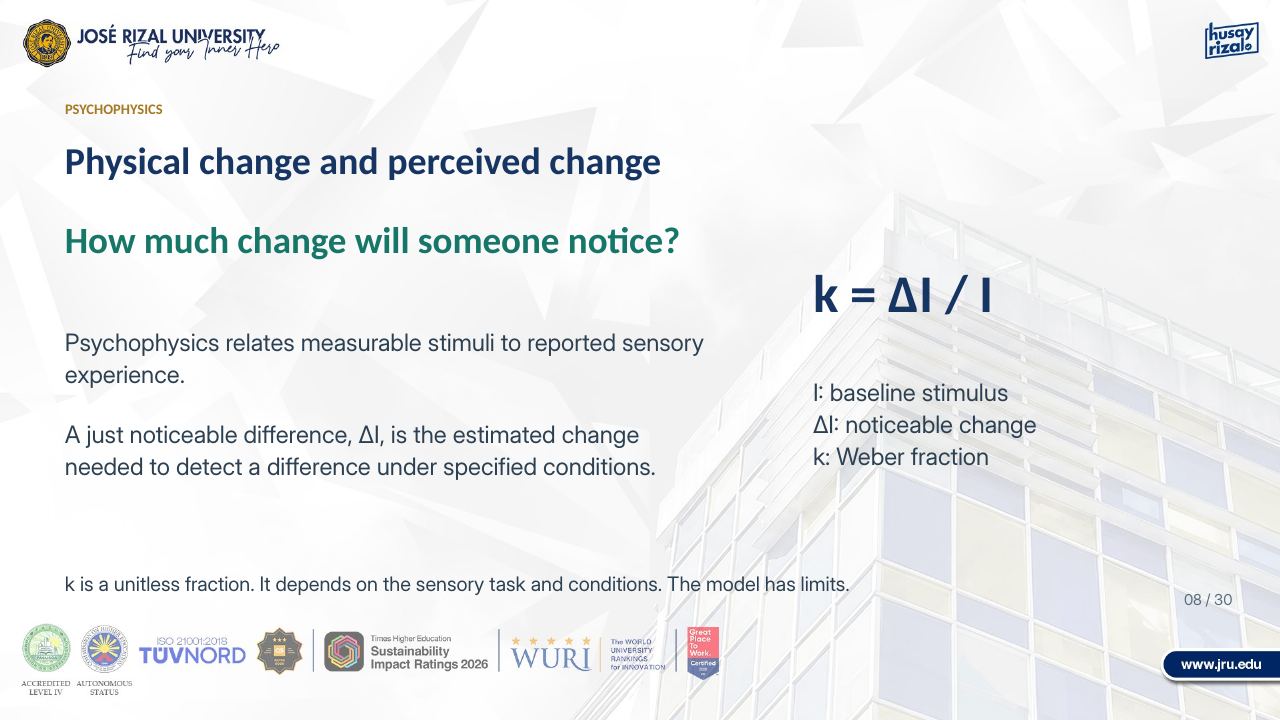 JOSÉ RIZAL UNIVERSITY
Find your Inner Hero
husay
rizal
PSYCHOPHYSICS
Physical change and perceived change
How much change will someone notice?
k = ΔI / I
Psychophysics relates measurable stimuli to reported sensory
experience.
A just noticeable difference, ΔI, is the estimated change
needed to detect a difference under specified conditions.
I: baseline stimulus
ΔI: noticeable change
k: Weber fraction
k is a unitless fraction. It depends on the sensory task and conditions. The model has limits.
08 / 30
ACCREDITED
LEVEL IV
AUTONOMOUS
STATUS
ISO 21001:2018
TÜVNORD
Times Higher Education
Sustainability
Impact Ratings 2026
WURI
The WORLD
UNIVERSITY
RANKINGS
for INNOVATION
Great
Place
To
Work.
Certified
www.jru.edu